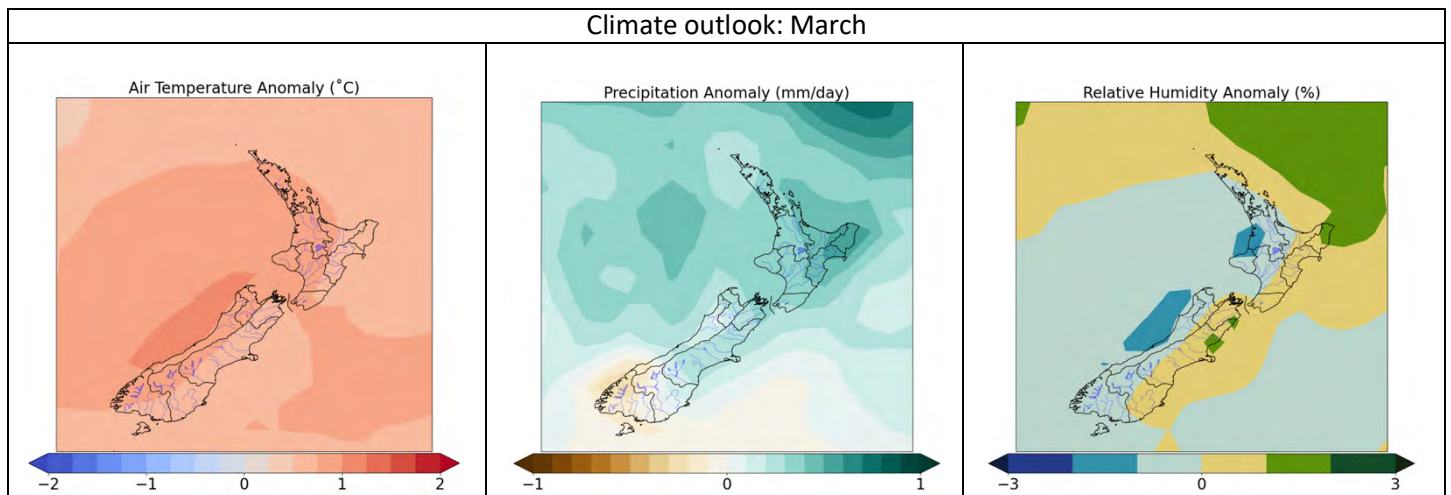 Climate outlook: March
Air Temperature Anomaly (˚C)
−2 −1 0 1 2
Precipitation Anomaly (mm/day)
−1 0 1
Relative Humidity Anomaly (%)
−3 0 3